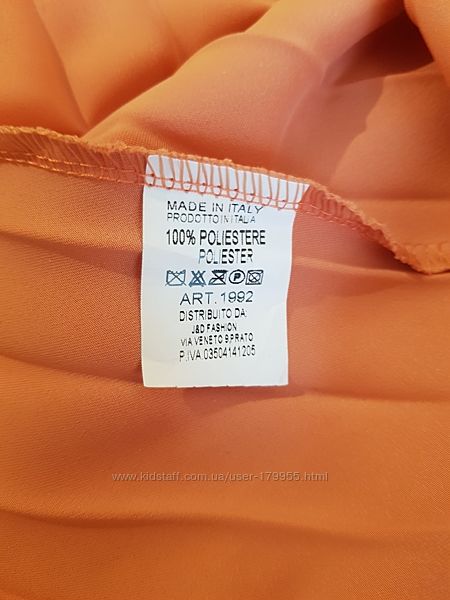 MADE IN ITALY
PRODOTTO IN ITALIA
100% POLIESTERE
POLIESTER
ART.1992
DISTRIBUITO DA:
J&D FASHION
VIA VENETO 9 PRATO
P.IVA 03504141205
www.kidstaff.com.ua/user-179955.html